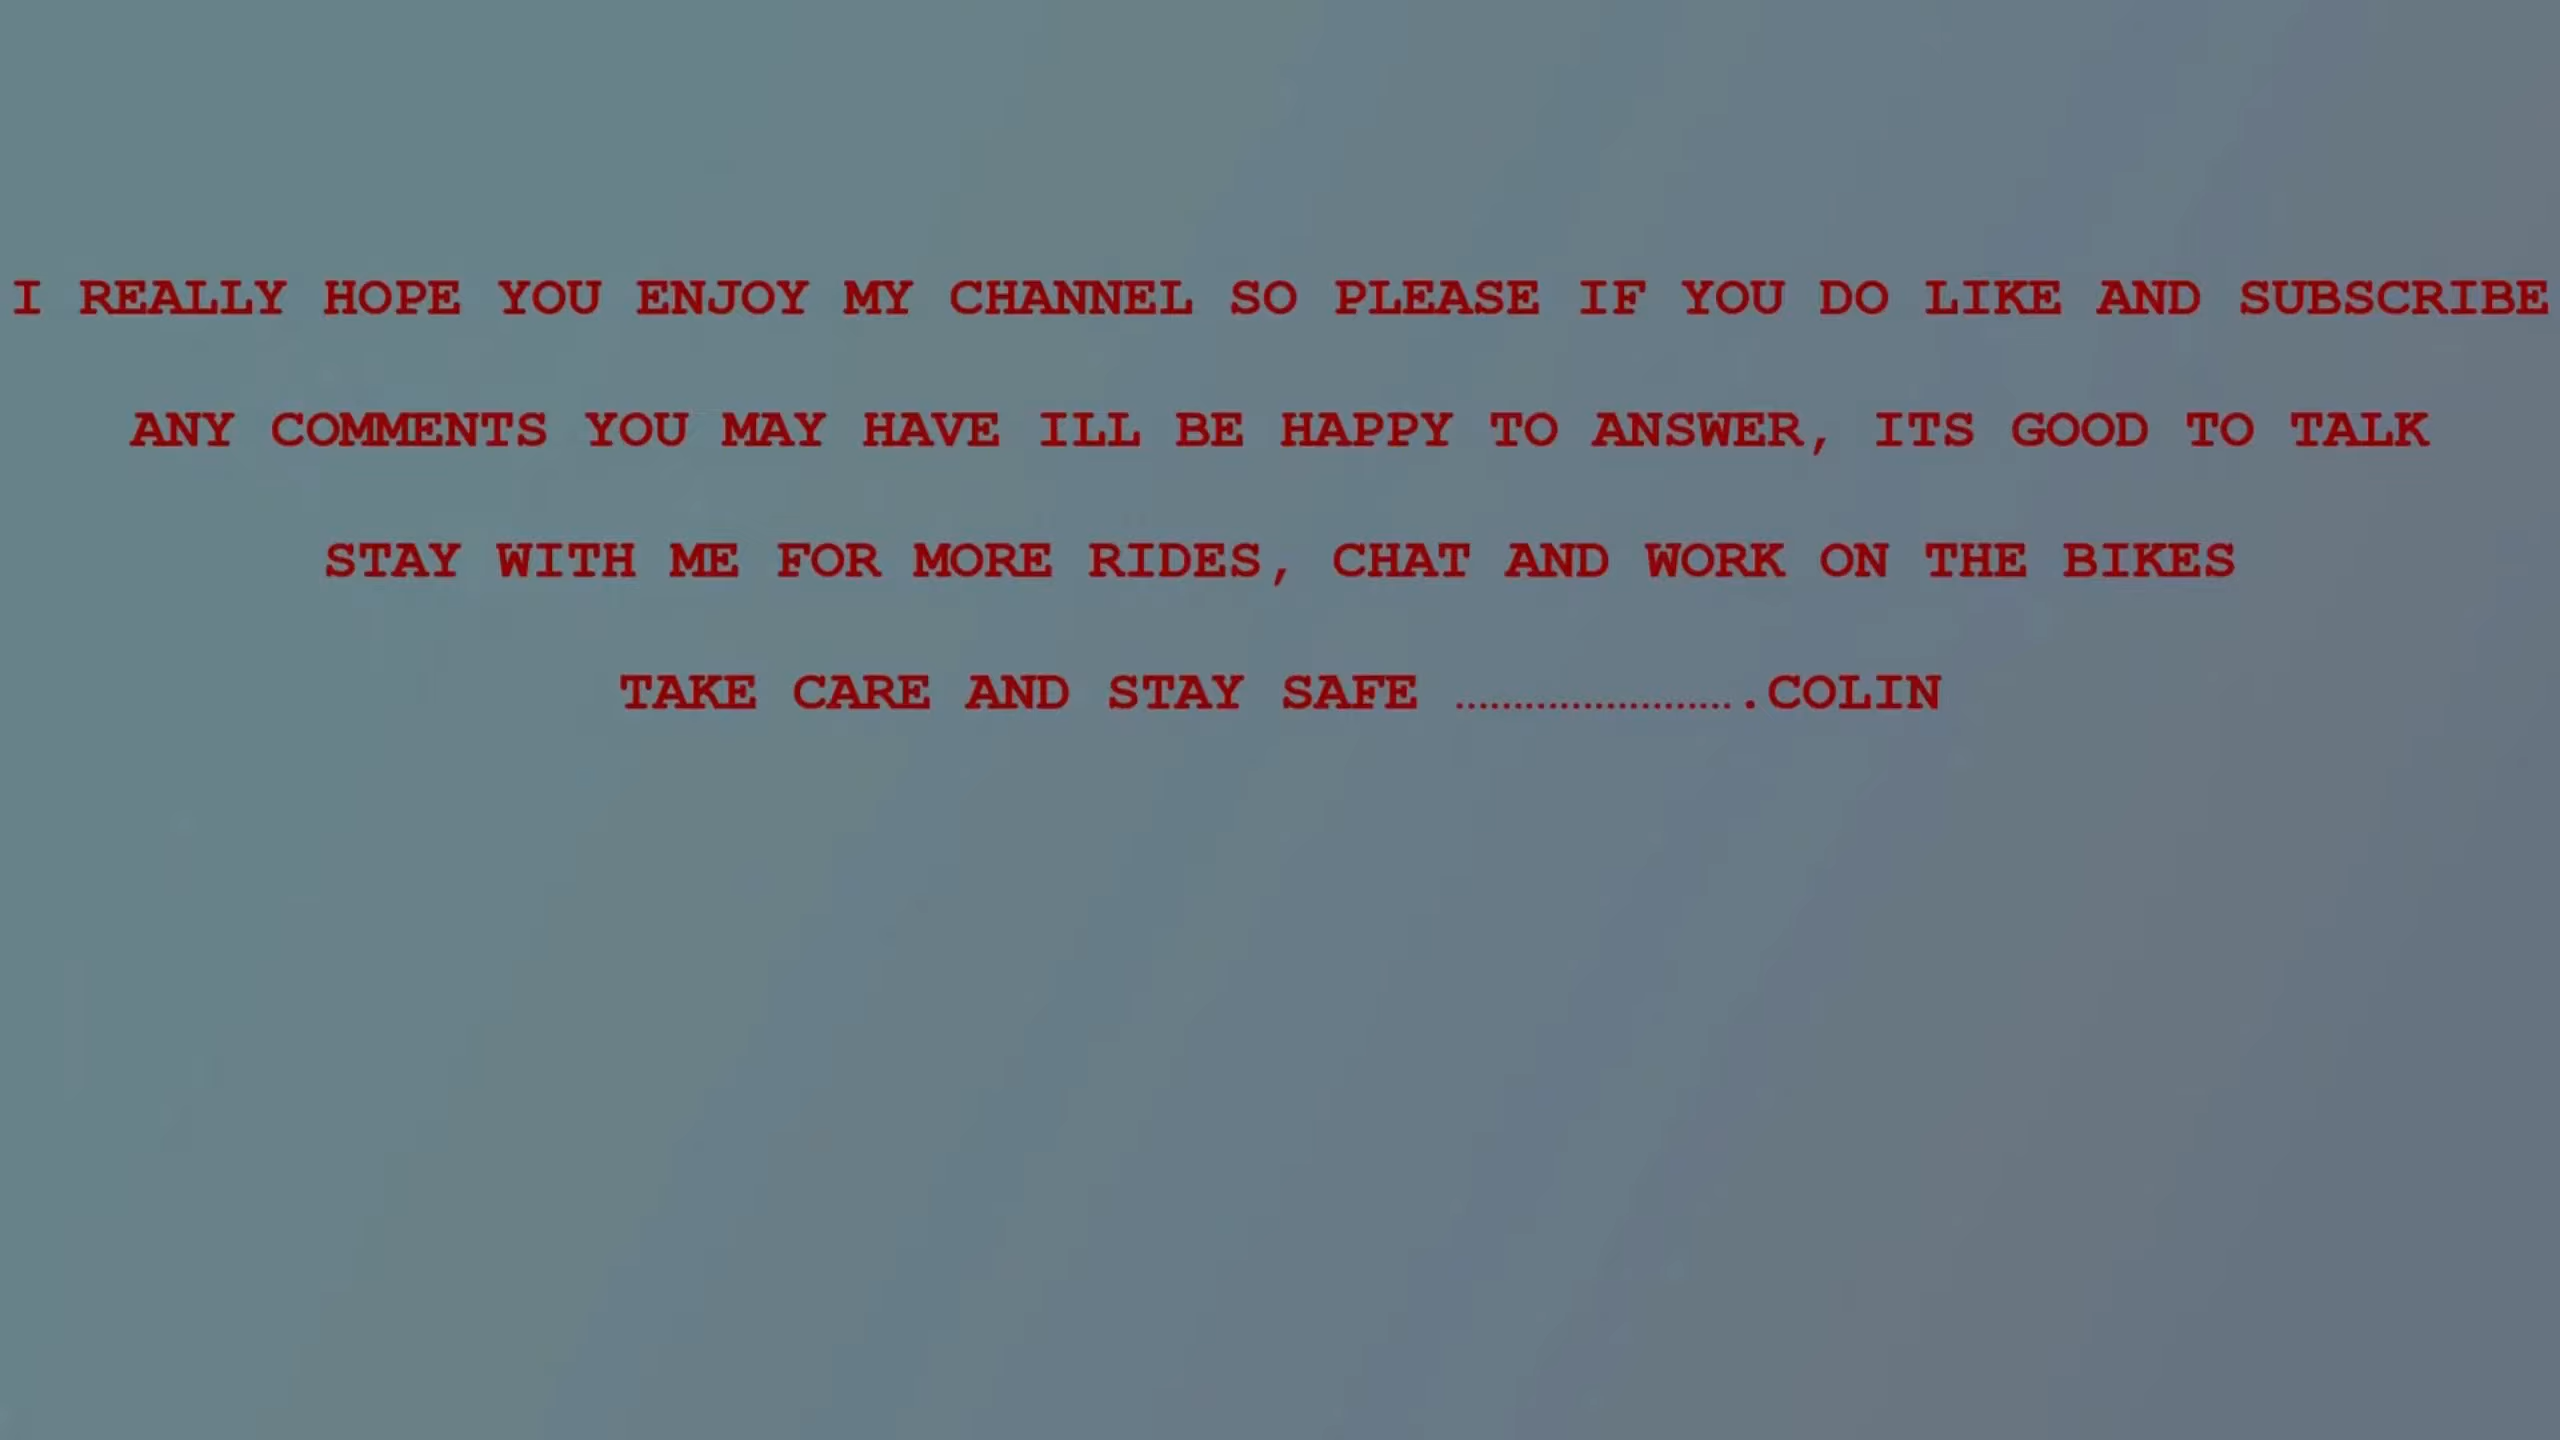 I REALLY HOPE YOU ENJOY MY CHANNEL SO PLEASE IF YOU DO LIKE AND SUBSCRIBE
ANY COMMENTS YOU MAY HAVE ILL BE HAPPY TO ANSWER, ITS GOOD TO TALK
STAY WITH ME FOR MORE RIDES, CHAT AND WORK ON THE BIKES
TAKE CARE AND STAY SAFE …………………….COLIN